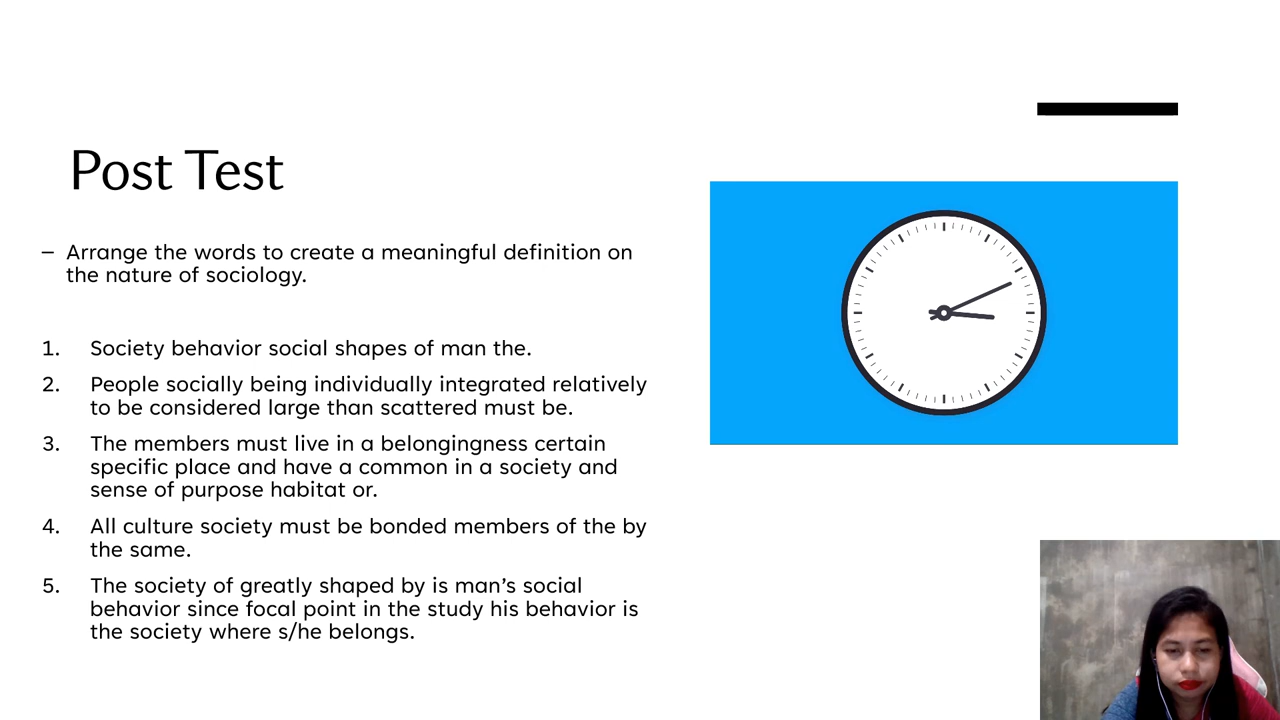 Post Test
– Arrange the words to create a meaningful definition on
the nature of sociology.
1. Society behavior social shapes of man the.
2. People socially being individually integrated relatively
to be considered large than scattered must be.
3. The members must live in a belongingness certain
specific place and have a common in a society and
sense of purpose habitat or.
4. All culture society must be bonded members of the by
the same.
5. The society of greatly shaped by is man’s social
behavior since focal point in the study his behavior is
the society where s/he belongs.